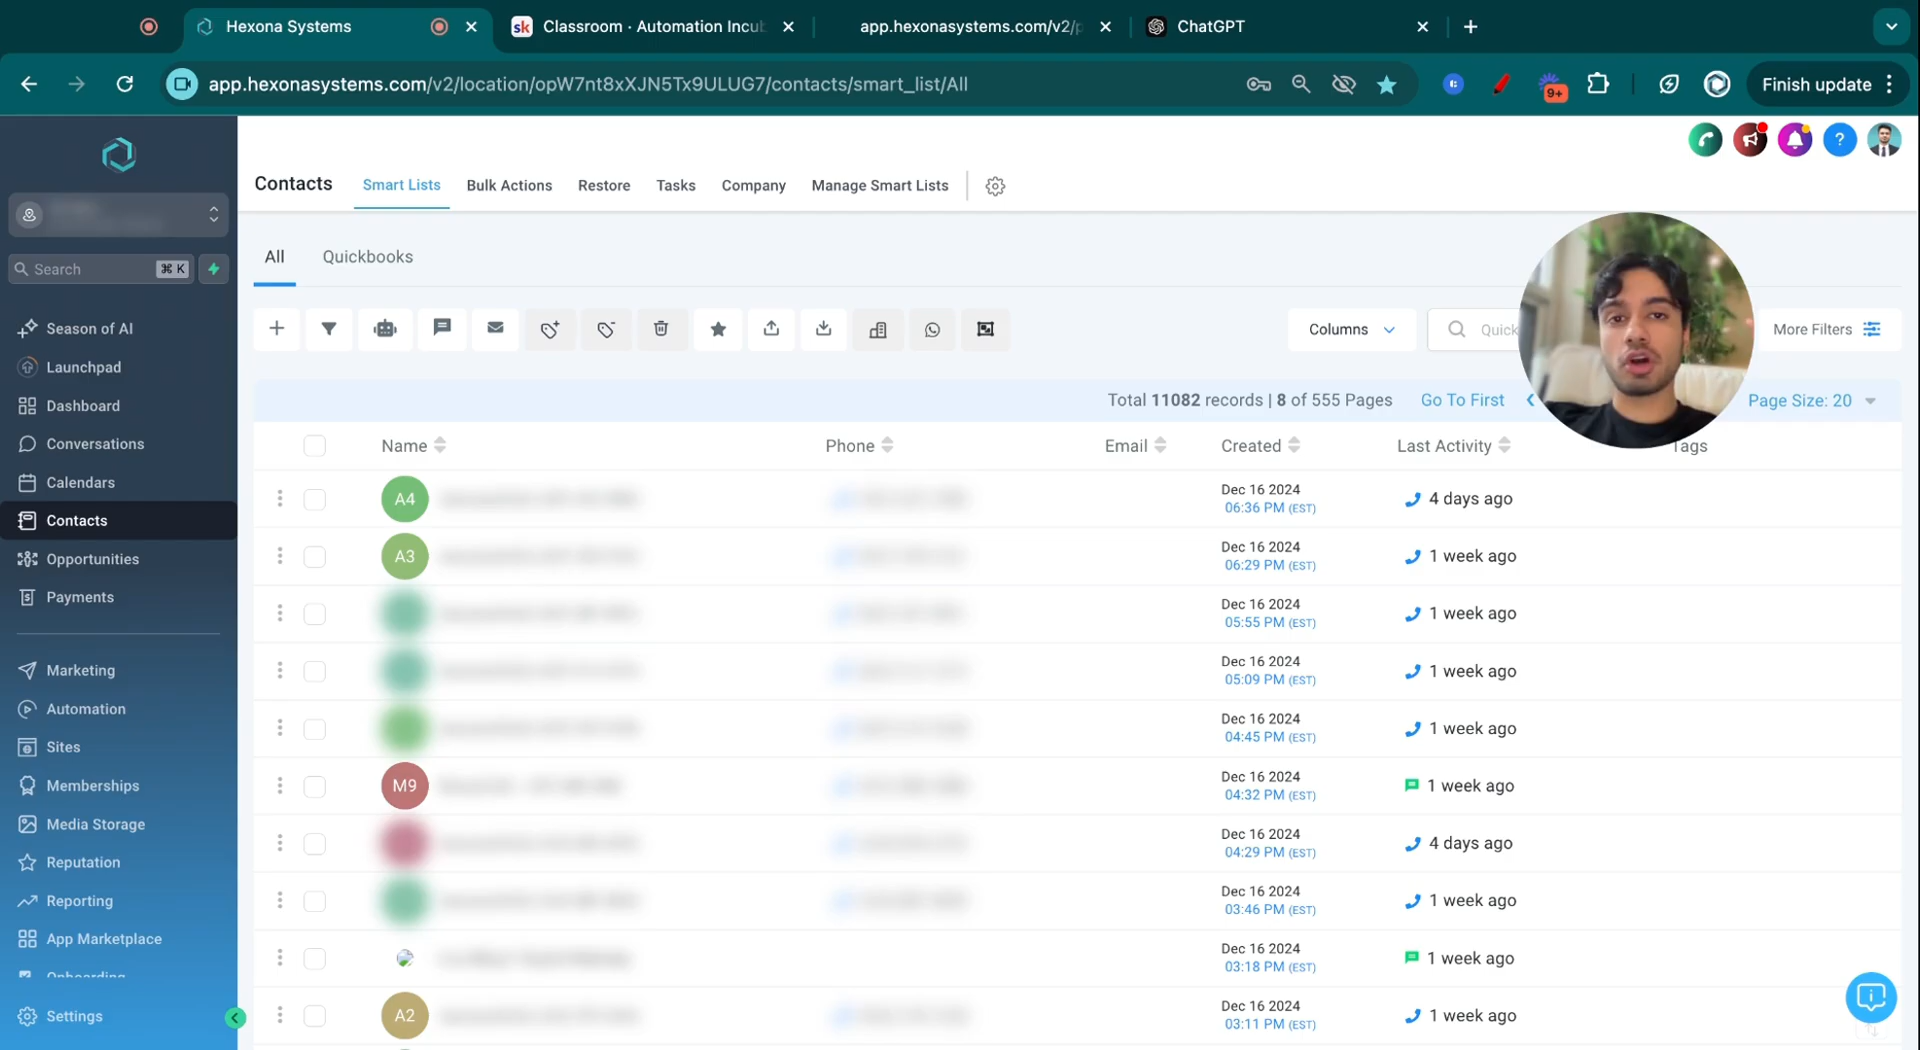 Hexona Systems
sk Classroom · Automation Incub
app.hexonasystems.com/v2/p
ChatGPT
app.hexonasystems.com/v2/location/opW7nt8xXJN5Tx9ULUG7/contacts/smart_list/All
9+
Finish update
Contacts
Smart Lists
Bulk Actions
Restore
Tasks
Company
Manage Smart Lists
?
Search
⌘ K
All
Quickbooks
Season of AI
Launchpad
Dashboard
Conversations
Calendars
Contacts
Opportunities
Payments
Marketing
Automation
Sites
Memberships
Media Storage
Reputation
Reporting
App Marketplace
Onboarding
Settings
Columns
Quick
More Filters
Total 11082 records | 8 of 555 Pages
Go To First
Page Size: 20
Name
Phone
Email
Created
Last Activity
Tags
A4
Dec 16 2024
06:36 PM (EST)
4 days ago
A3
Dec 16 2024
06:29 PM (EST)
1 week ago
Dec 16 2024
05:55 PM (EST)
1 week ago
Dec 16 2024
05:09 PM (EST)
1 week ago
Dec 16 2024
04:45 PM (EST)
1 week ago
M9
Dec 16 2024
04:32 PM (EST)
1 week ago
Dec 16 2024
04:29 PM (EST)
4 days ago
Dec 16 2024
03:46 PM (EST)
1 week ago
Dec 16 2024
03:18 PM (EST)
1 week ago
A2
Dec 16 2024
03:11 PM (EST)
1 week ago